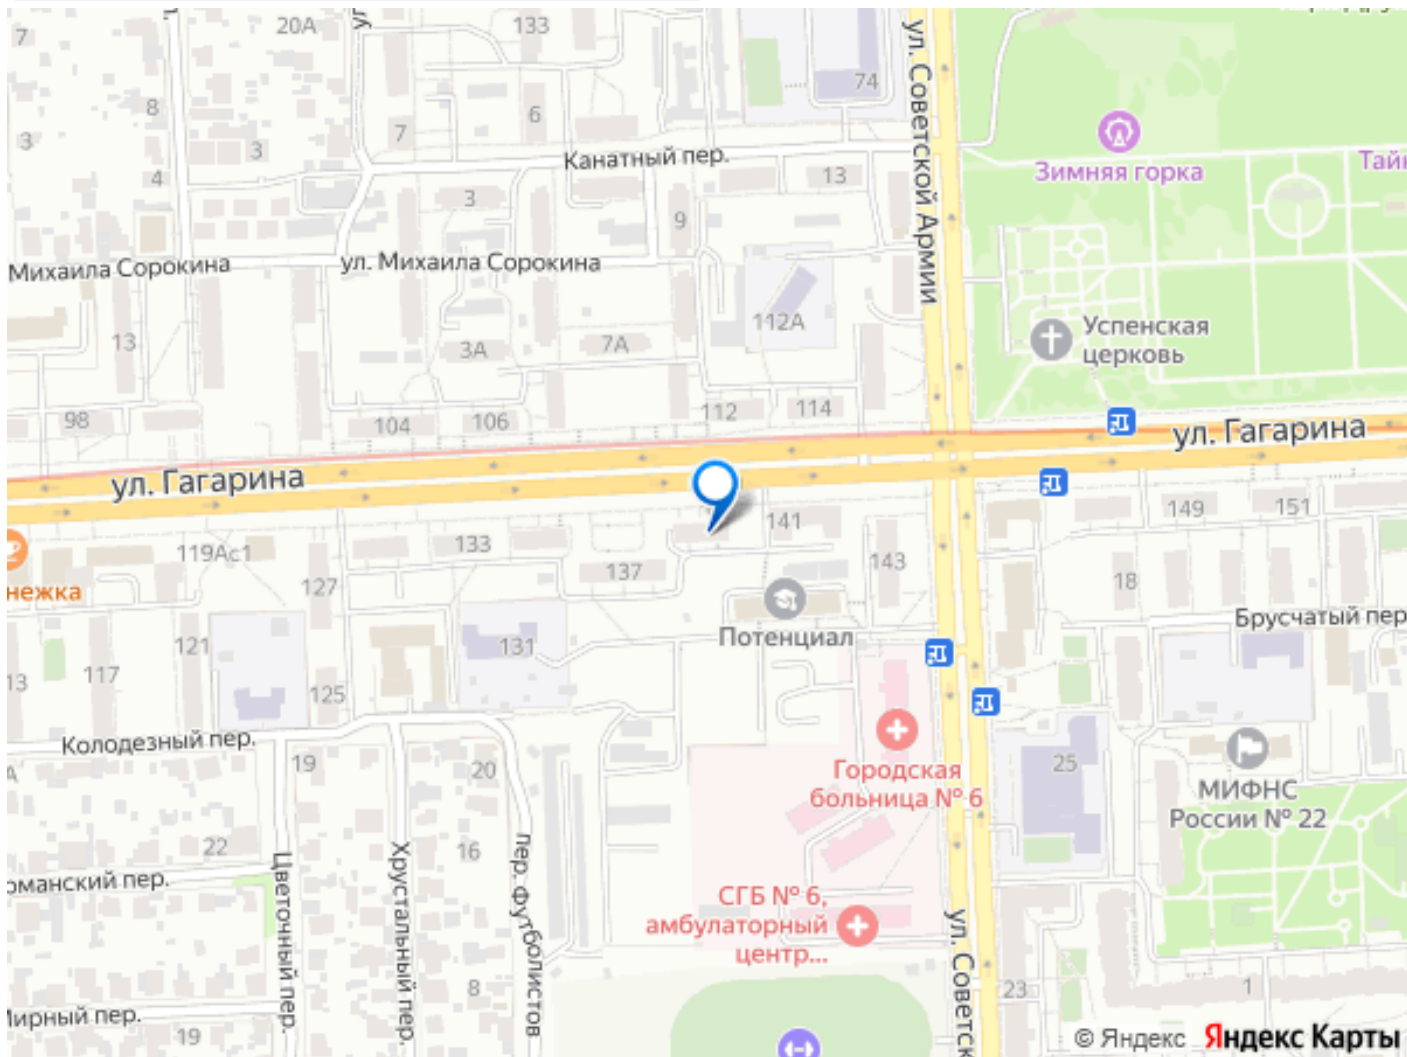 7
20А
133
ул. Советской Армии
74
8
6
7
3
3
4
Канатный пер.
Зимняя горка
13
3
9
Михаила Сорокина
ул. Михаила Сорокина
112А
Успенская
церковь
13
3А
7А
98
104
106
112
114
ул. Гагарина
ул. Гагарина
141
149
151
119Ас1
133
143
137
127
18
нежка
Потенциал
Брусчатый пер
121
131
117
13
125
Колодезный пер.
19
20
Городская
больница № 6
25
МИФНС
России № 22
22
16
Цветочный пер.
Хрустальный пер.
пер. Футболистов
оманский пер.
СГБ № 6,
амбулаторный
центр...
ул. Советск
8
23
1
Мирный пер.
19
© Яндекс Яндекс Карты